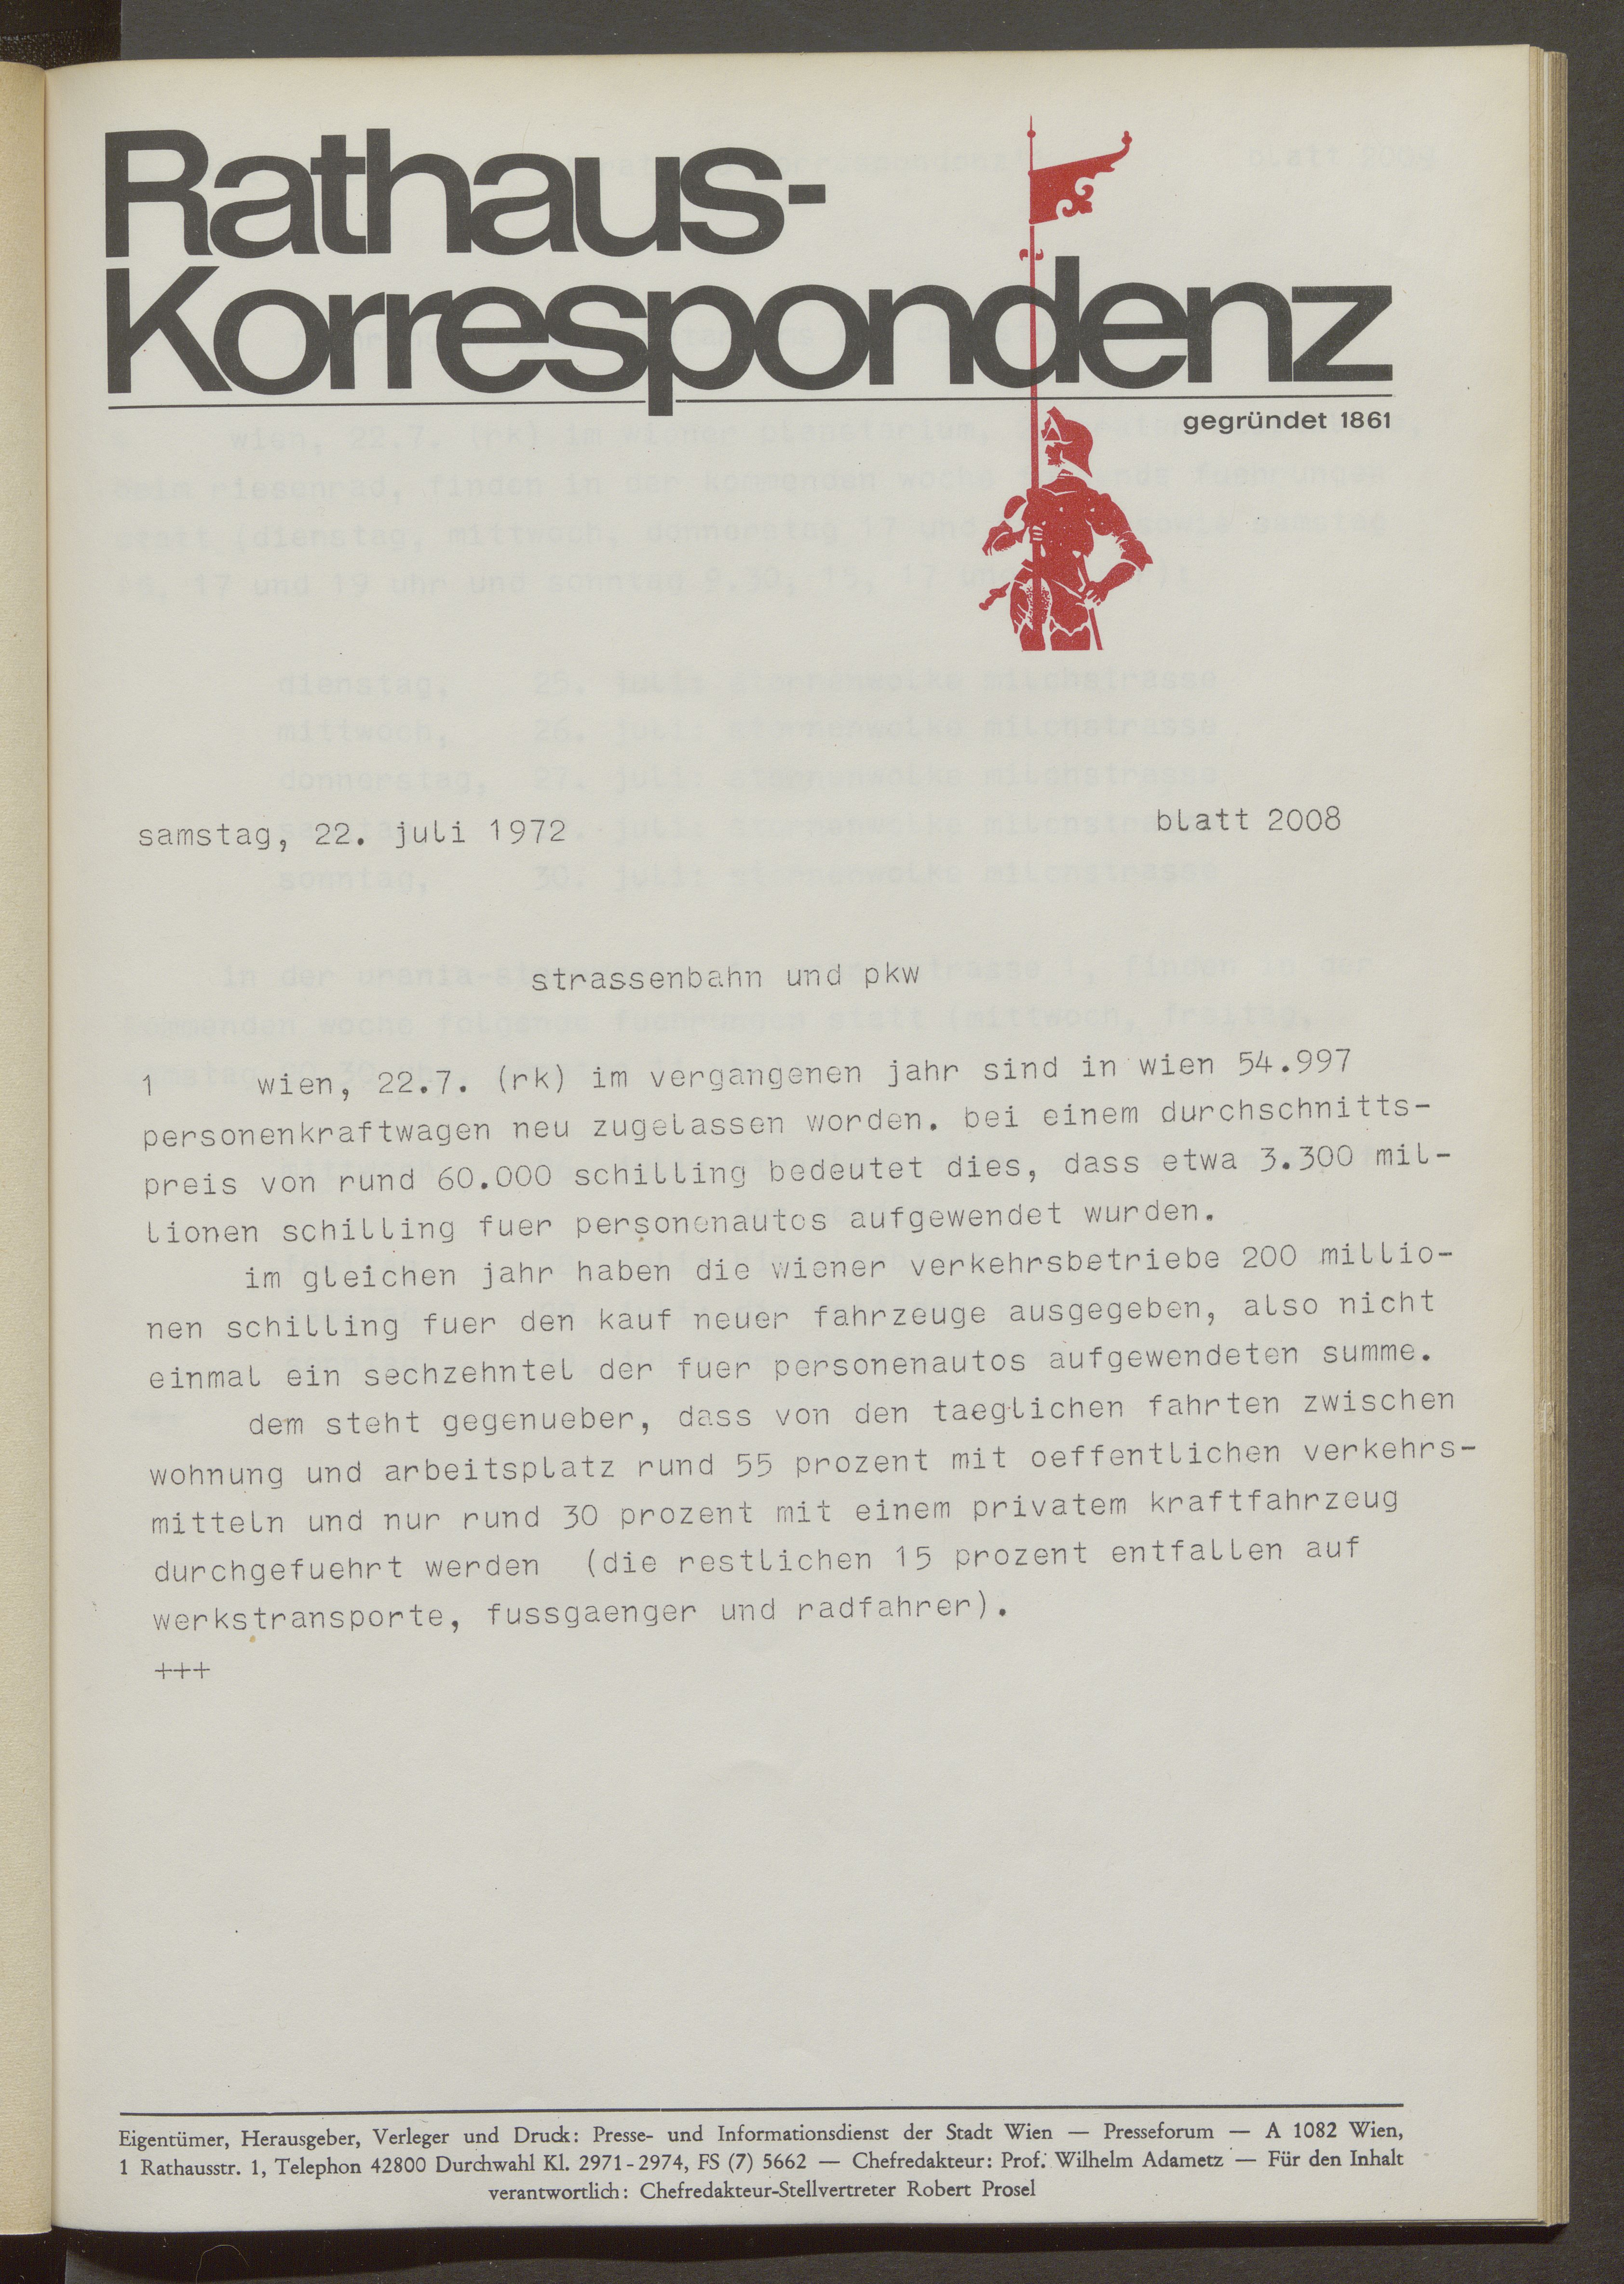 Rathaus-
Korrespondenz
gegründet 1861
samstag, 22. juli 1972 blatt 2008
strassenbahn und pkw
1 wien, 22.7. (rk) im vergangenen jahr sind in wien 54.997
personenkraftwagen neu zugelassen worden. bei einem durchschnitts-
preis von rund 60.000 schilling bedeutet dies, dass etwa 3.300 mil-
lionen schilling fuer personenautos aufgewendet wurden.
im gleichen jahr haben die wiener verkehrsbetriebe 200 millio-
nen schilling fuer den kauf neuer fahrzeuge ausgegeben, also nicht
einmal ein sechzehntel der fuer personenautos aufgewendeten summe.
dem steht gegenueber, dass von den taeglichen fahrten zwischen
wohnung und arbeitsplatz rund 55 prozent mit oeffentlichen verkehrs-
mitteln und nur rund 30 prozent mit einem privatem kraftfahrzeug
durchgefuehrt werden (die restlichen 15 prozent entfallen auf
werkstransporte, fussgaenger und radfahrer).
+++
Eigentümer, Herausgeber, Verleger und Druck: Presse- und Informationsdienst der Stadt Wien — Presseforum — A 1082 Wien,
1 Rathausstr. 1, Telephon 42800 Durchwahl Kl. 2971-2974, FS (7) 5662 — Chefredakteur: Prof. Wilhelm Adametz — Für den Inhalt
verantwortlich: Chefredakteur-Stellvertreter Robert Prosel